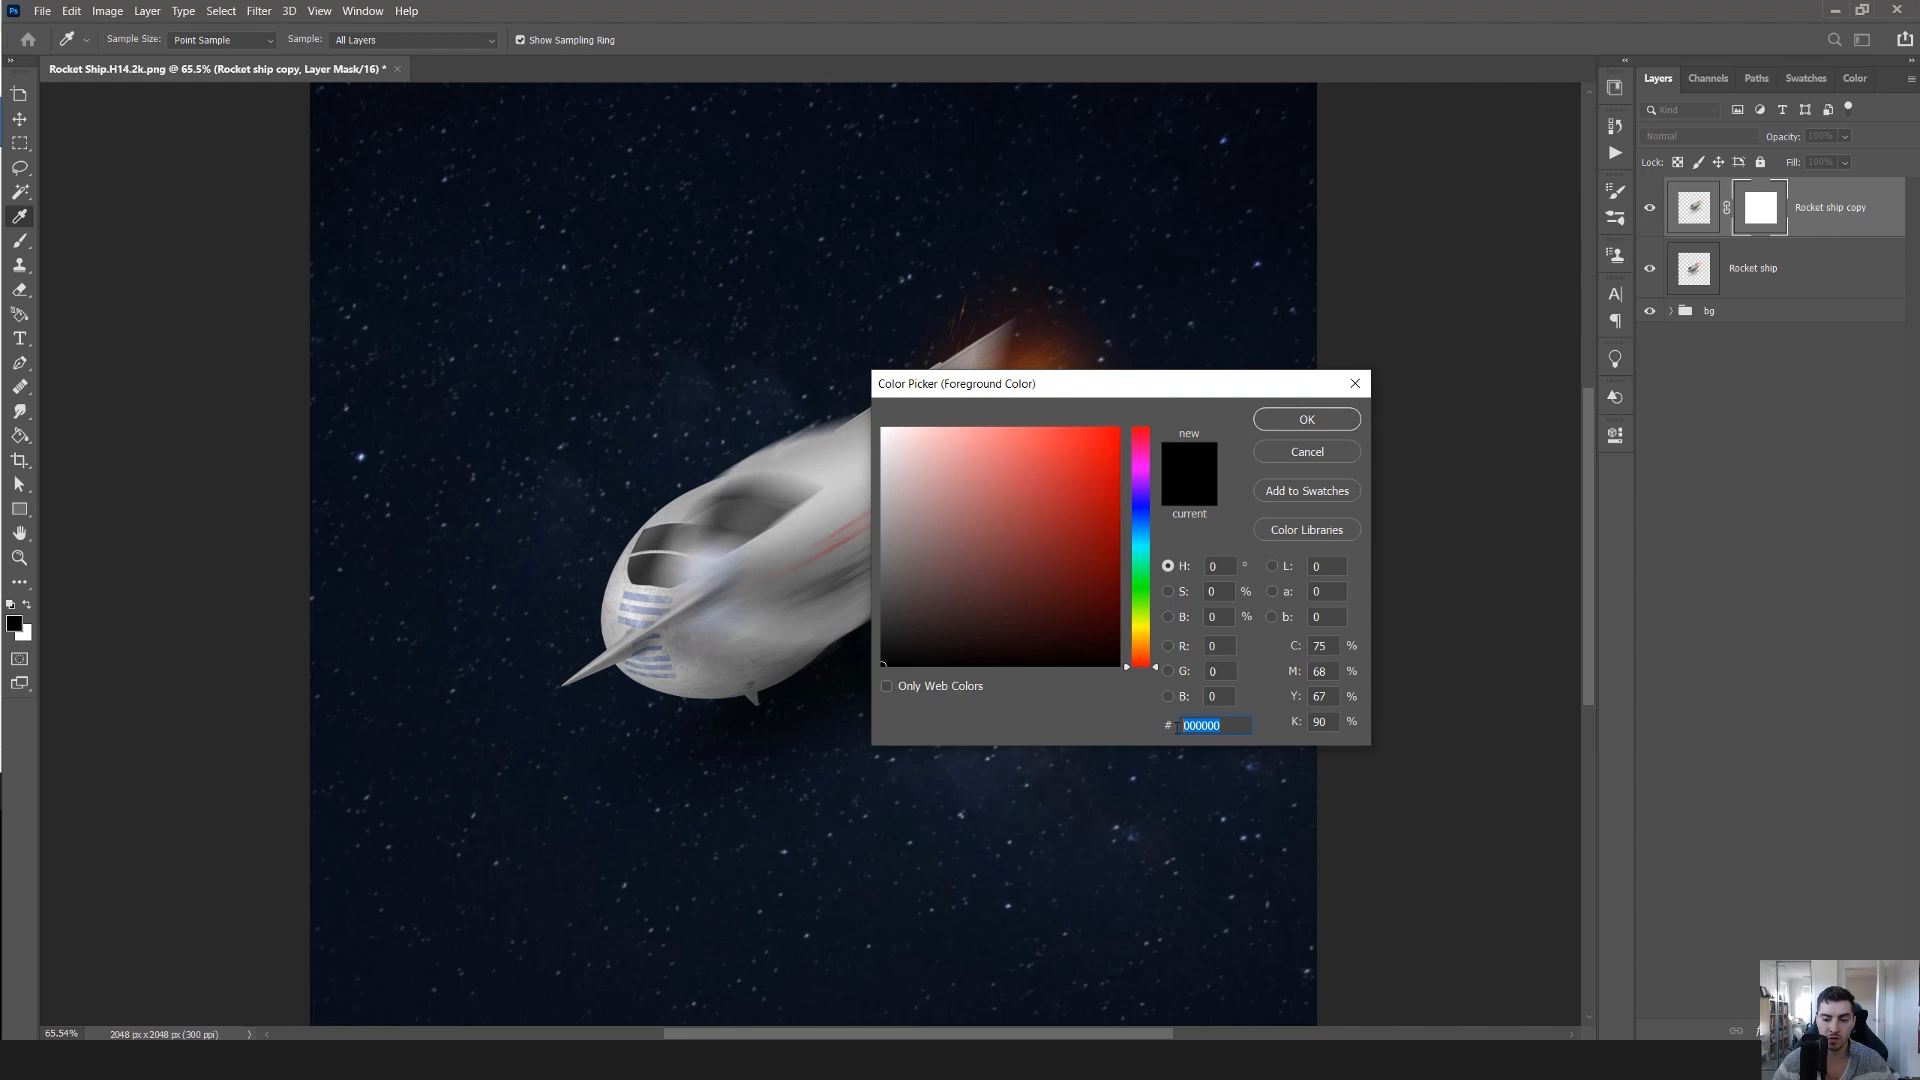 Ps File Edit Image Layer Type Select Filter 3D View Window Help
Sample Size: Point Sample Sample: All Layers Show Sampling Ring
Rocket Ship.H14.2k.png @ 65.5% (Rocket ship copy, Layer Mask/16) *
Layers Channels Paths Swatches Color
Kind
Normal Opacity: 100%
Lock: Fill: 100%
Rocket ship copy
Rocket ship
bg
Color Picker (Foreground Color)
new
current
OK
Cancel
Add to Swatches
Color Libraries
H: 0 ° L: 0
S: 0 % a: 0
B: 0 % b: 0
R: 0 C: 75 %
G: 0 M: 68 %
B: 0 Y: 67 %
# 000000 K: 90 %
Only Web Colors
65.54% 2048 px x 2048 px (300 ppi)